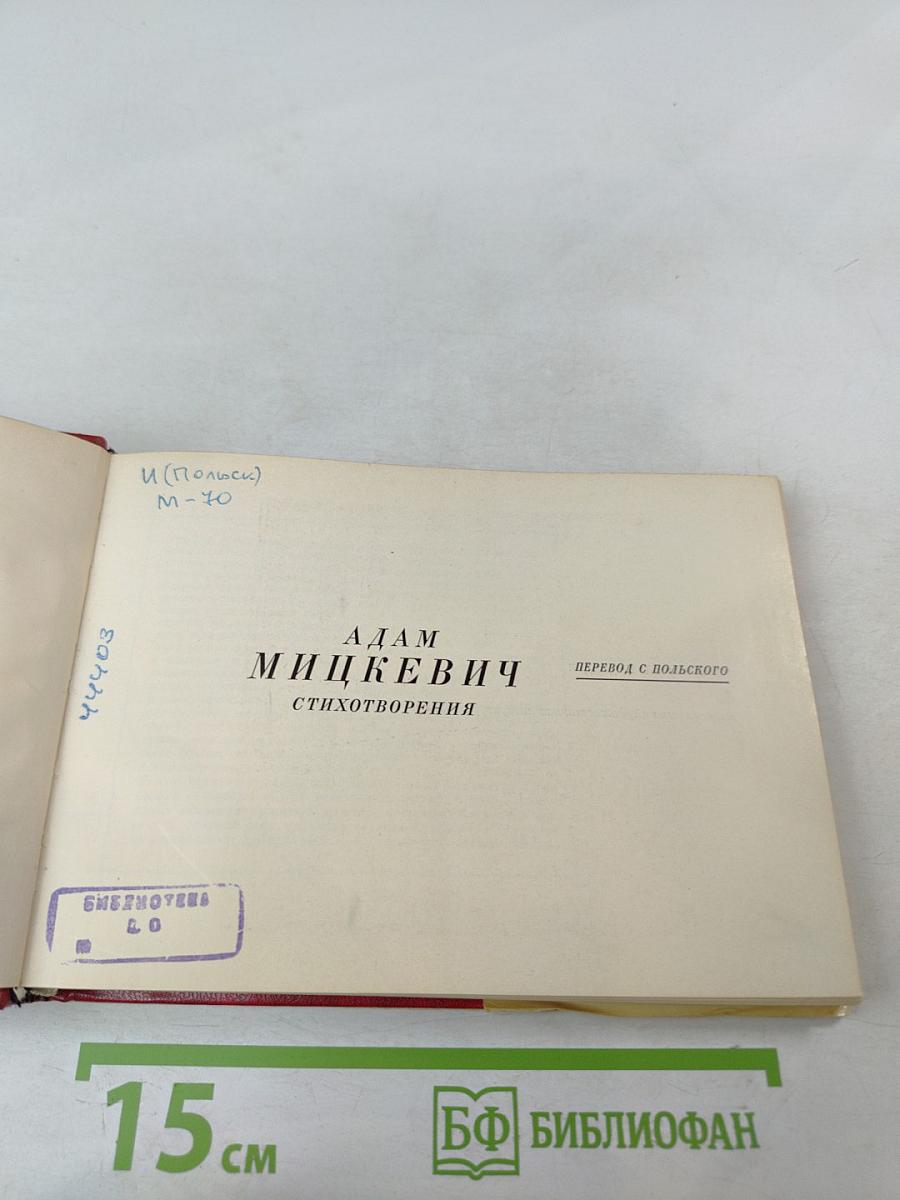 И (Польск)
М-70
44403
АДАМ
МИЦКЕВИЧ
СТИХОТВОРЕНИЯ
ПЕРЕВОД С ПОЛЬСКОГО
БИБЛИОТЕКА
15 см
БФ БИБЛИОФАН